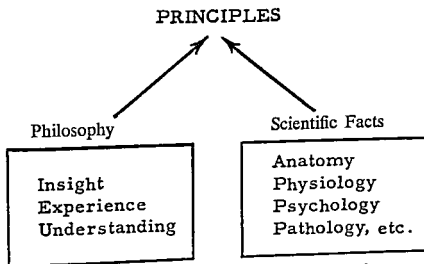 PRINCIPLES
Philosophy
Scientific Facts
Insight
Experience
Understanding
Anatomy
Physiology
Psychology
Pathology, etc.